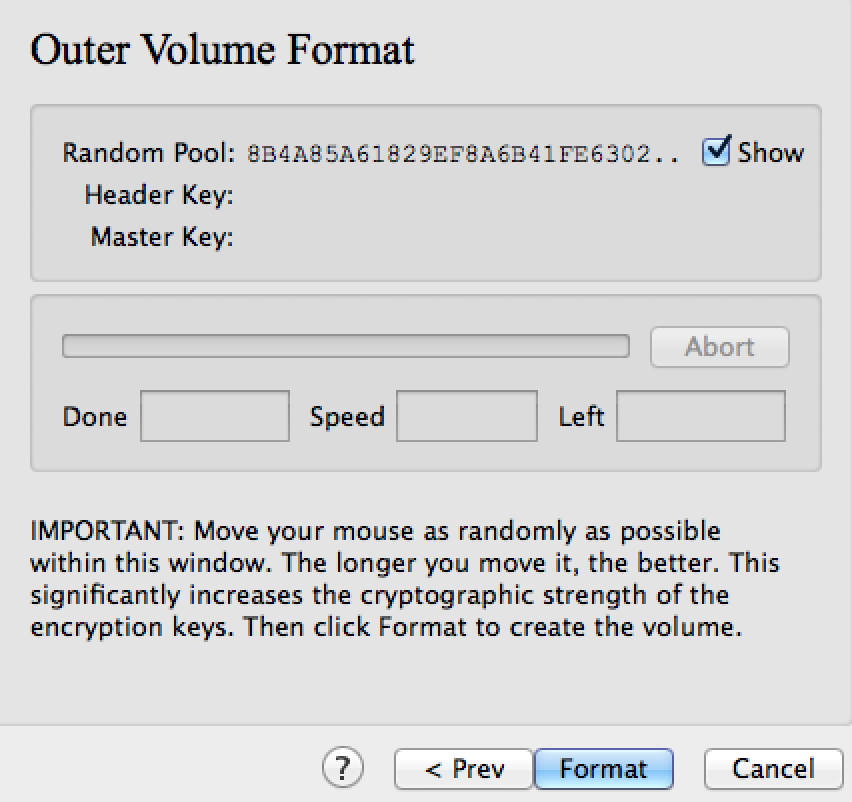 Outer Volume Format
Random Pool: 8B4A85A61829EF8A6B41FE6302.. Show
Header Key:
Master Key:
Abort
Done Speed Left
IMPORTANT: Move your mouse as randomly as possible
within this window. The longer you move it, the better. This
significantly increases the cryptographic strength of the
encryption keys. Then click Format to create the volume.
? < Prev Format Cancel